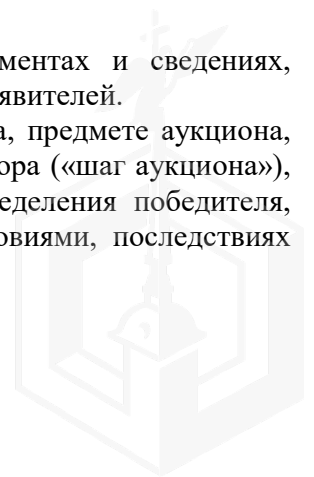 ментах и сведениях,
явителей.
а, предмете аукциона,
ора («шаг аукциона»),
еделения победителя,
овиями, последствиях